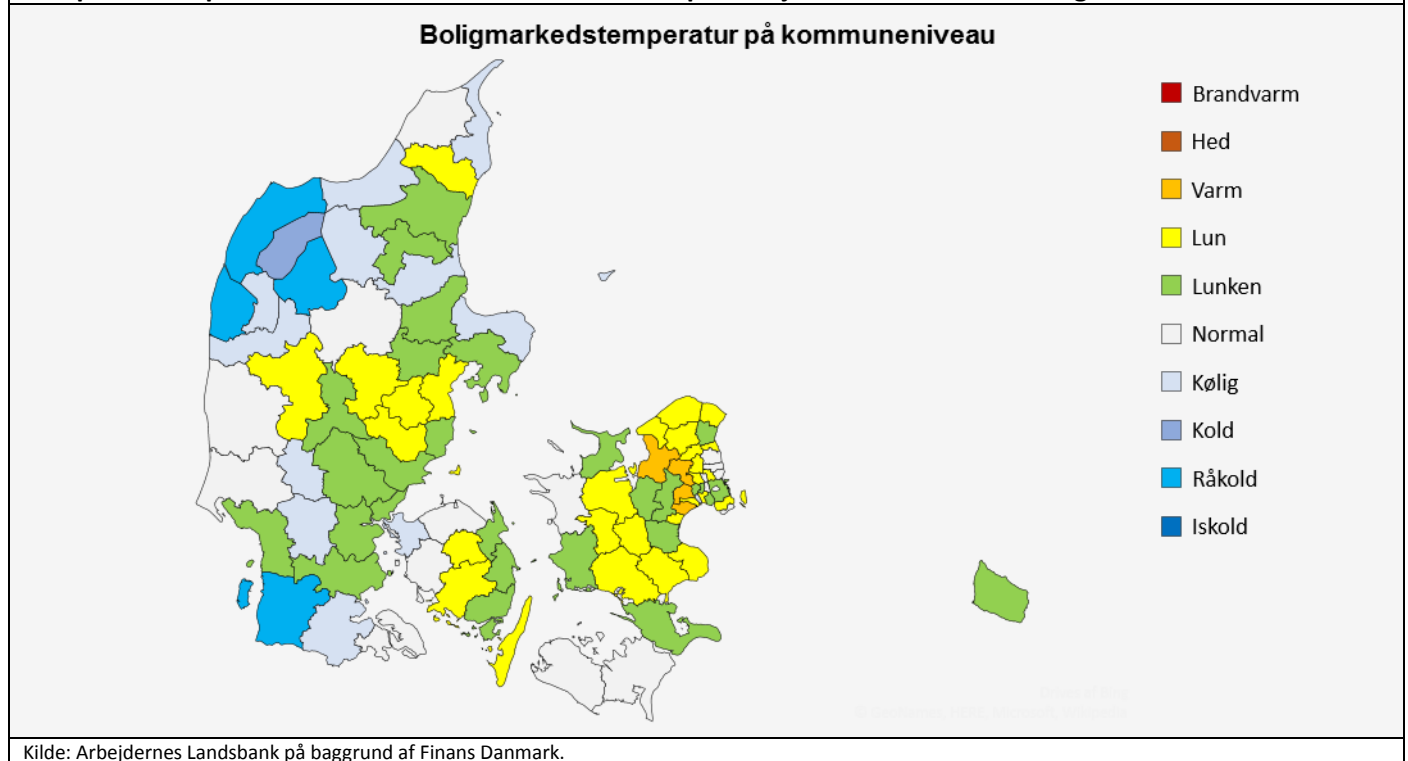 Boligmarkedstemperatur på kommuneniveau
Brandvarm
Hed
Varm
Lun
Lunken
Normal
Kølig
Kold
Råkold
Iskold
Kilde: Arbejdernes Landsbank på baggrund af Finans Danmark.